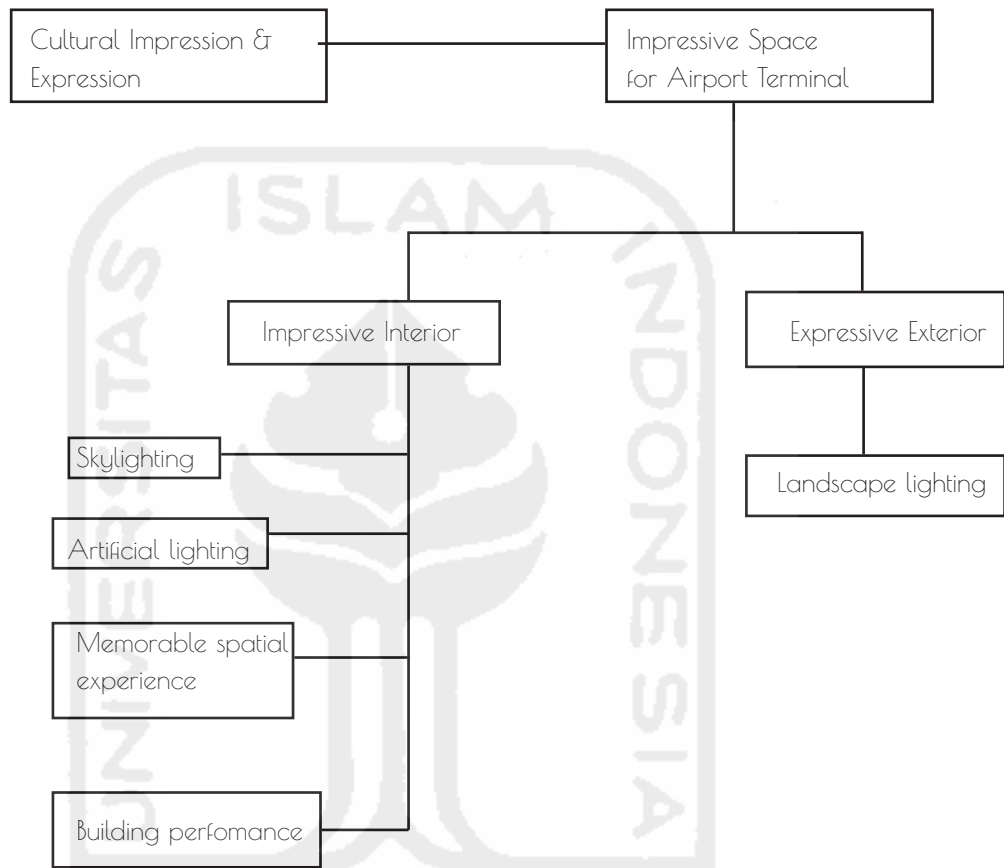 Cultural Impression &
Expression
Impressive Space
for Airport Terminal
Impressive Interior
Expressive Exterior
Skylighting
Landscape lighting
Artificial lighting
Memorable spatial
experience
Building perfomance
UNIVERSITAS ISLAM INDONESIA